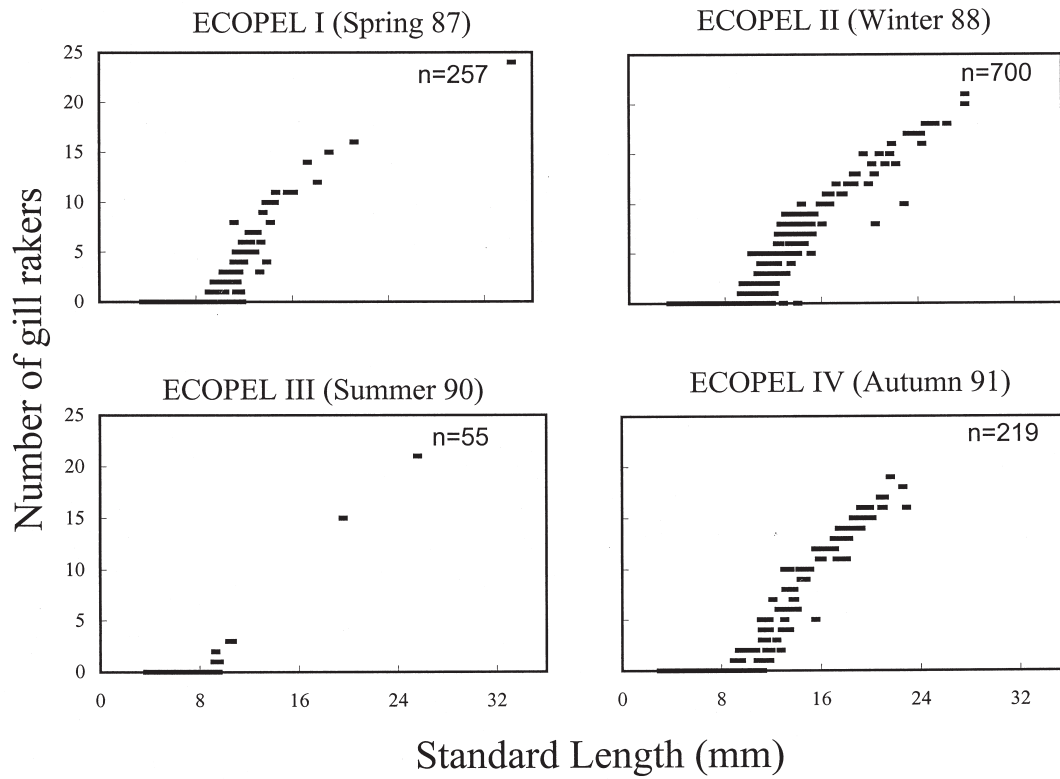 ECOPEL I (Spring 87)
ECOPEL II (Winter 88)
n=257
n=700
25
20
15
10
5
0
ECOPEL III (Summer 90)
ECOPEL IV (Autumn 91)
n=55
n=219
25
20
15
10
5
0
0 8 16 24 32
0 8 16 24 32
Number of gill rakers
Standard Length (mm)